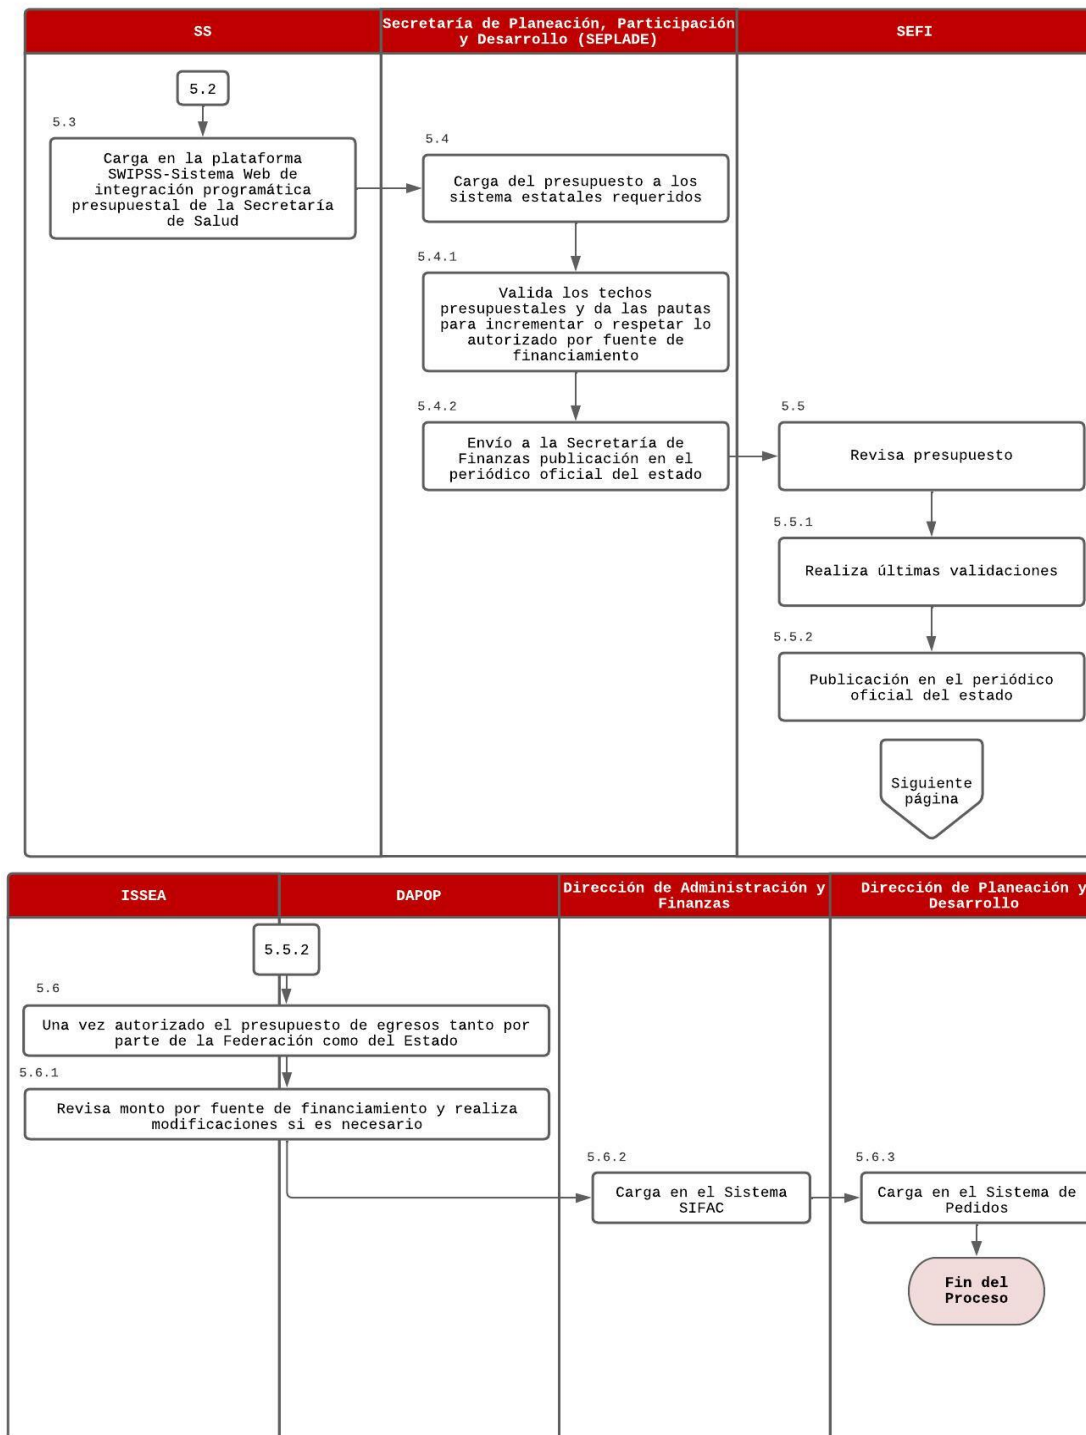 SS
Secretaría de Planeación, Participación
y Desarrollo (SEPLADE)
SEFI
5.2
5.3
Carga en la plataforma
SWIPSS-Sistema Web de
integración programática
presupuestal de la Secretaría
de Salud
5.4
Carga del presupuesto a los
sistema estatales requeridos
5.4.1
Valida los techos
presupuestales y da las pautas
para incrementar o respetar lo
autorizado por fuente de
financiamiento
5.4.2
Envío a la Secretaría de
Finanzas publicación en el
periódico oficial del estado
5.5
Revisa presupuesto
5.5.1
Realiza últimas validaciones
5.5.2
Publicación en el periódico
oficial del estado
Siguiente
página
ISSEA
DAPOP
Dirección de Administración y
Finanzas
Dirección de Planeación y
Desarrollo
5.5.2
5.6
Una vez autorizado el presupuesto de egresos tanto por
parte de la Federación como del Estado
5.6.1
Revisa monto por fuente de financiamiento y realiza
modificaciones si es necesario
5.6.2
Carga en el Sistema
SIFAC
5.6.3
Carga en el Sistema de
Pedidos
Fin del
Proceso